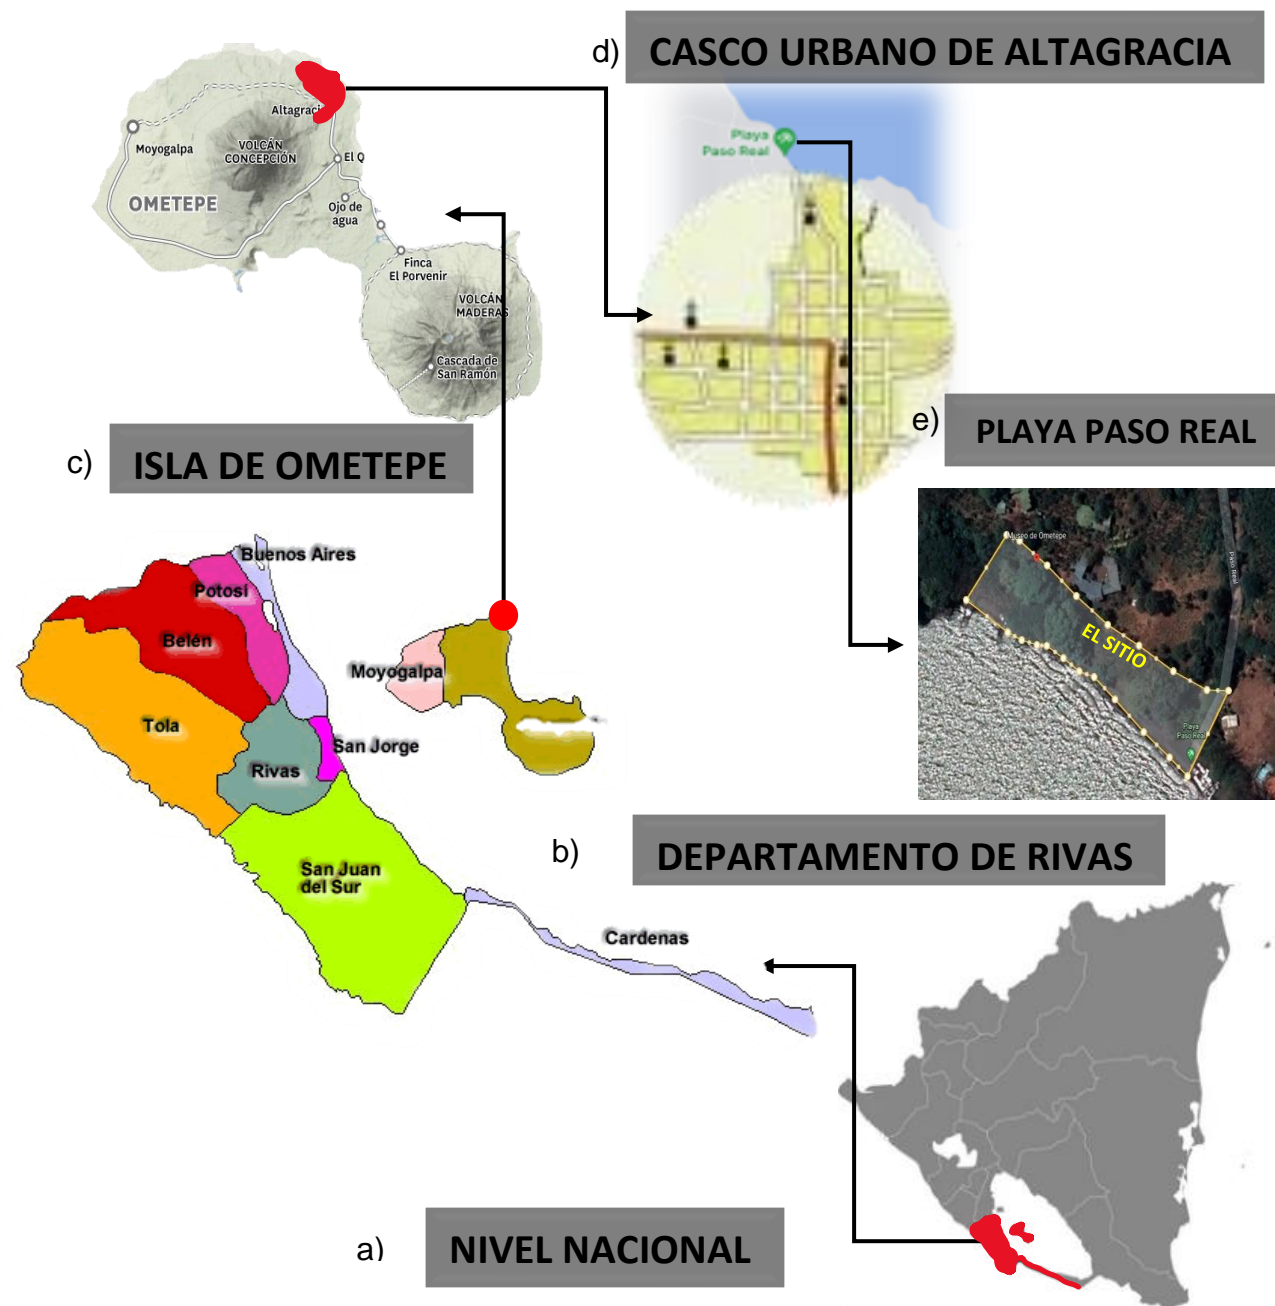 d) CASCO URBANO DE ALTAGRACIA
Altagraci
Moyogalpa
VOLCÁN
CONCEPCIÓN
El Q
OMETEPE
Ojo de
agua
Finca
El Porvenir
VOLCÁN
MADERAS
Cascada de
San Ramón
Playa
Paso Real
c) ISLA DE OMETEPE
e) PLAYA PASO REAL
Museo de Ometepe
Paso Real
EL SITIO
Playa
Paso Real
Buenos Aires
Potosi
Belén
Moyogalpa
Tola
San Jorge
Rivas
San Juan
del Sur
Cardenas
b) DEPARTAMENTO DE RIVAS
a) NIVEL NACIONAL